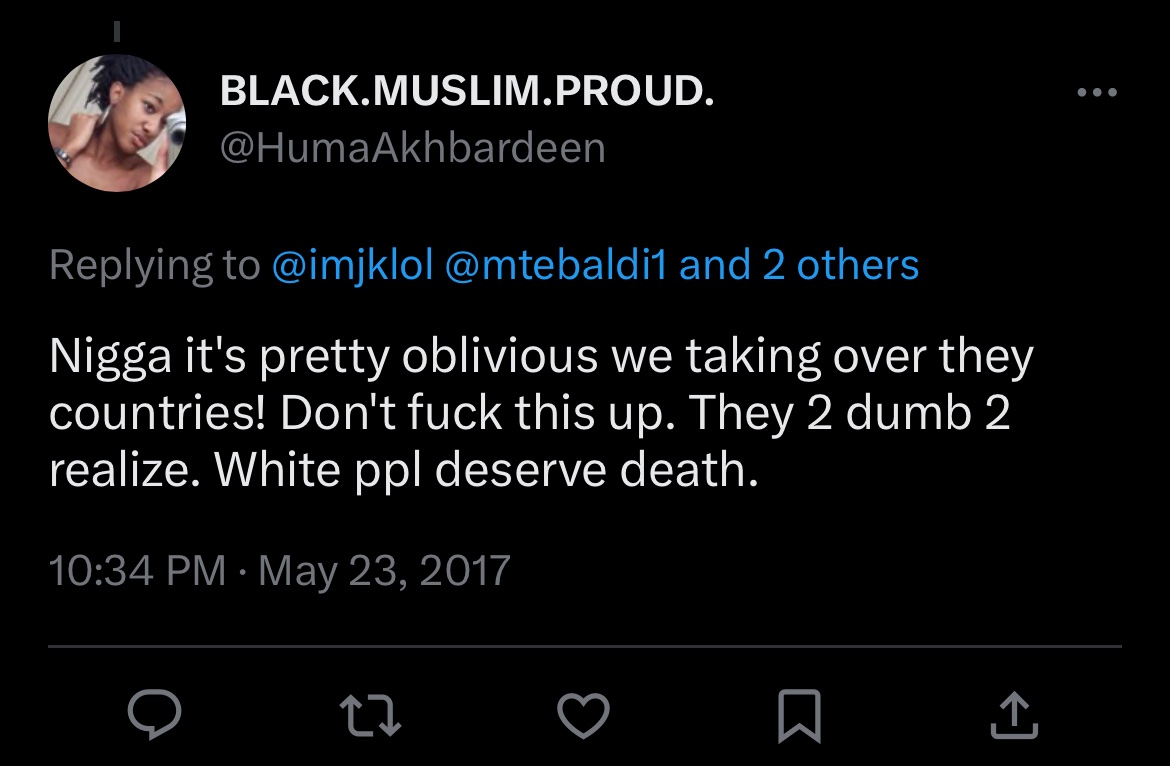 BLACK.MUSLIM.PROUD.
@HumaAkhbardeen
Replying to @imjklol @mtebaldi1 and 2 others
Nigga it's pretty oblivious we taking over they
countries! Don't fuck this up. They 2 dumb 2
realize. White ppl deserve death.
10:34 PM · May 23, 2017